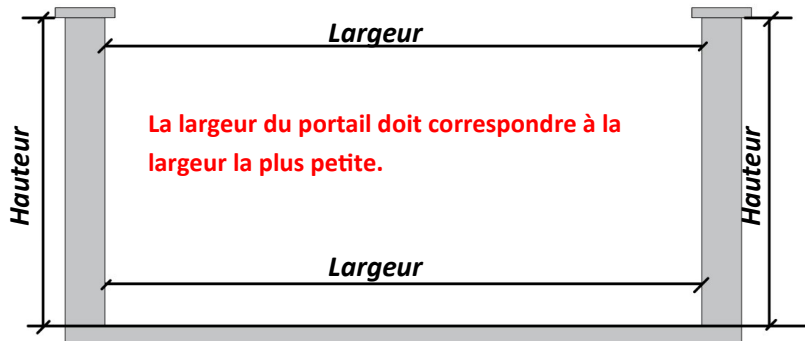 Largeur
La largeur du portail doit correspondre à la
largeur la plus petite.
Hauteur
Hauteur
Largeur